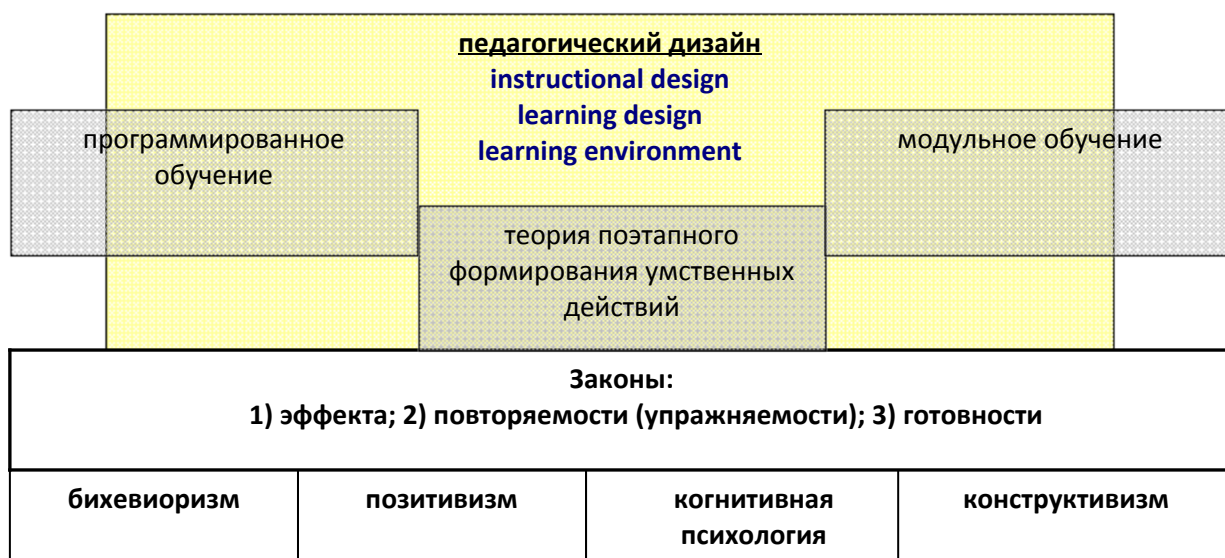 педагогический дизайн
instructional design
learning design
learning environment
программированное
обучение
модульное обучение
теория поэтапного
формирования умственных
действий
Законы:
1) эффекта; 2) повторяемости (упражняемости); 3) готовности
бихевиоризм
позитивизм
когнитивная
психология
конструктивизм